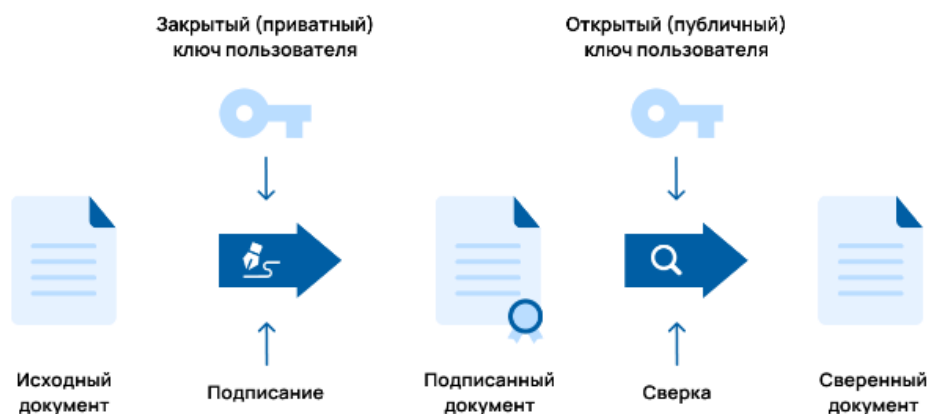 Закрытый (приватный)
ключ пользователя
Открытый (публичный)
ключ пользователя
Исходный
документ
Подписание
Подписанный
документ
Сверка
Сверенный
документ